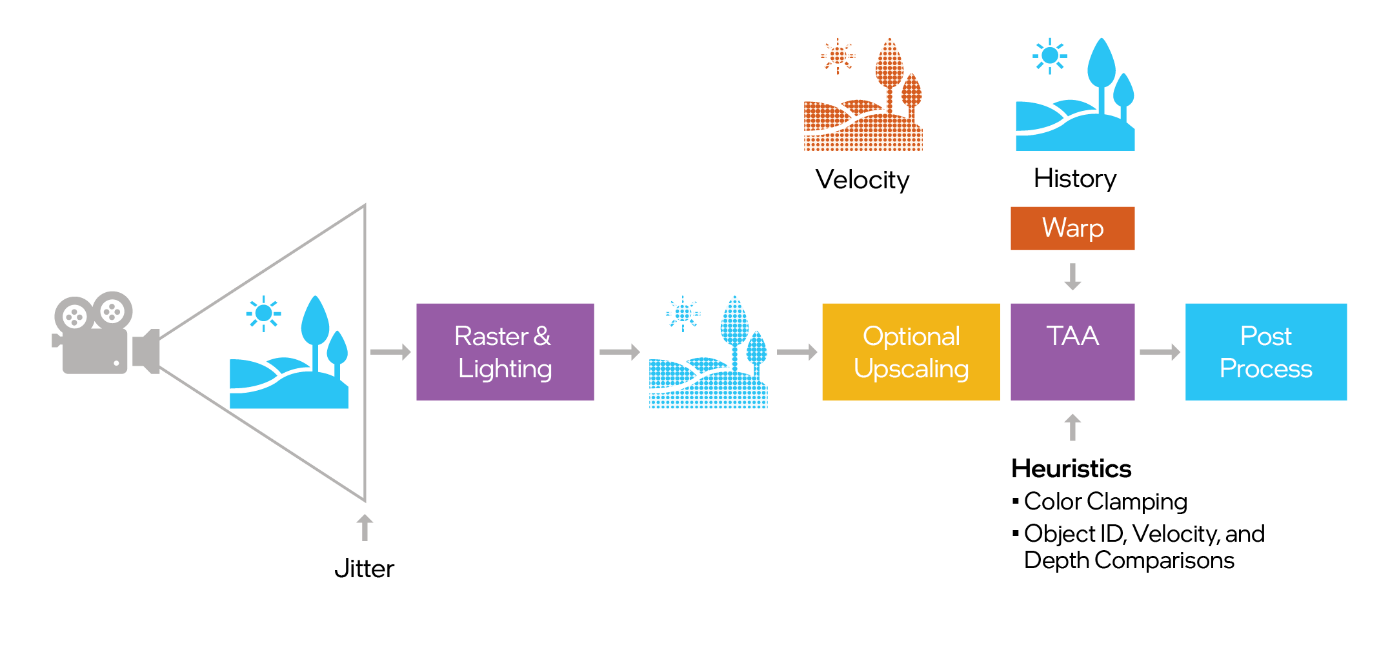 Velocity
History
Warp
Raster &
Lighting
Optional
Upscaling
TAA
Post
Process
Jitter
Heuristics
▪ Color Clamping
▪ Object ID, Velocity, and
Depth Comparisons